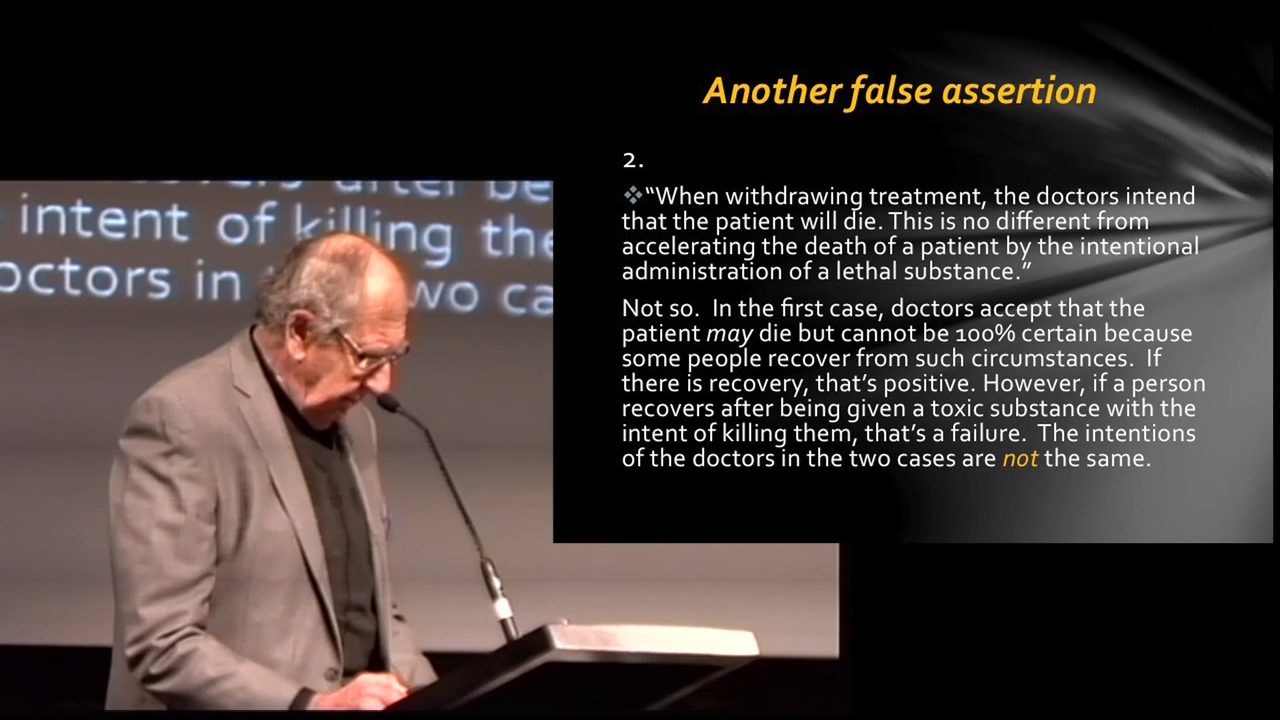 Another false assertion
2.
❖“When withdrawing treatment, the doctors intend
that the patient will die. This is no different from
accelerating the death of a patient by the intentional
administration of a lethal substance.”
Not so.  In the first case, doctors accept that the
patient may die but cannot be 100% certain because
some people recover from such circumstances.  If
there is recovery, that’s positive. However, if a person
recovers after being given a toxic substance with the
intent of killing them, that’s a failure.  The intentions
of the doctors in the two cases are not the same.
after be
intent of killing the
octors in wo ca